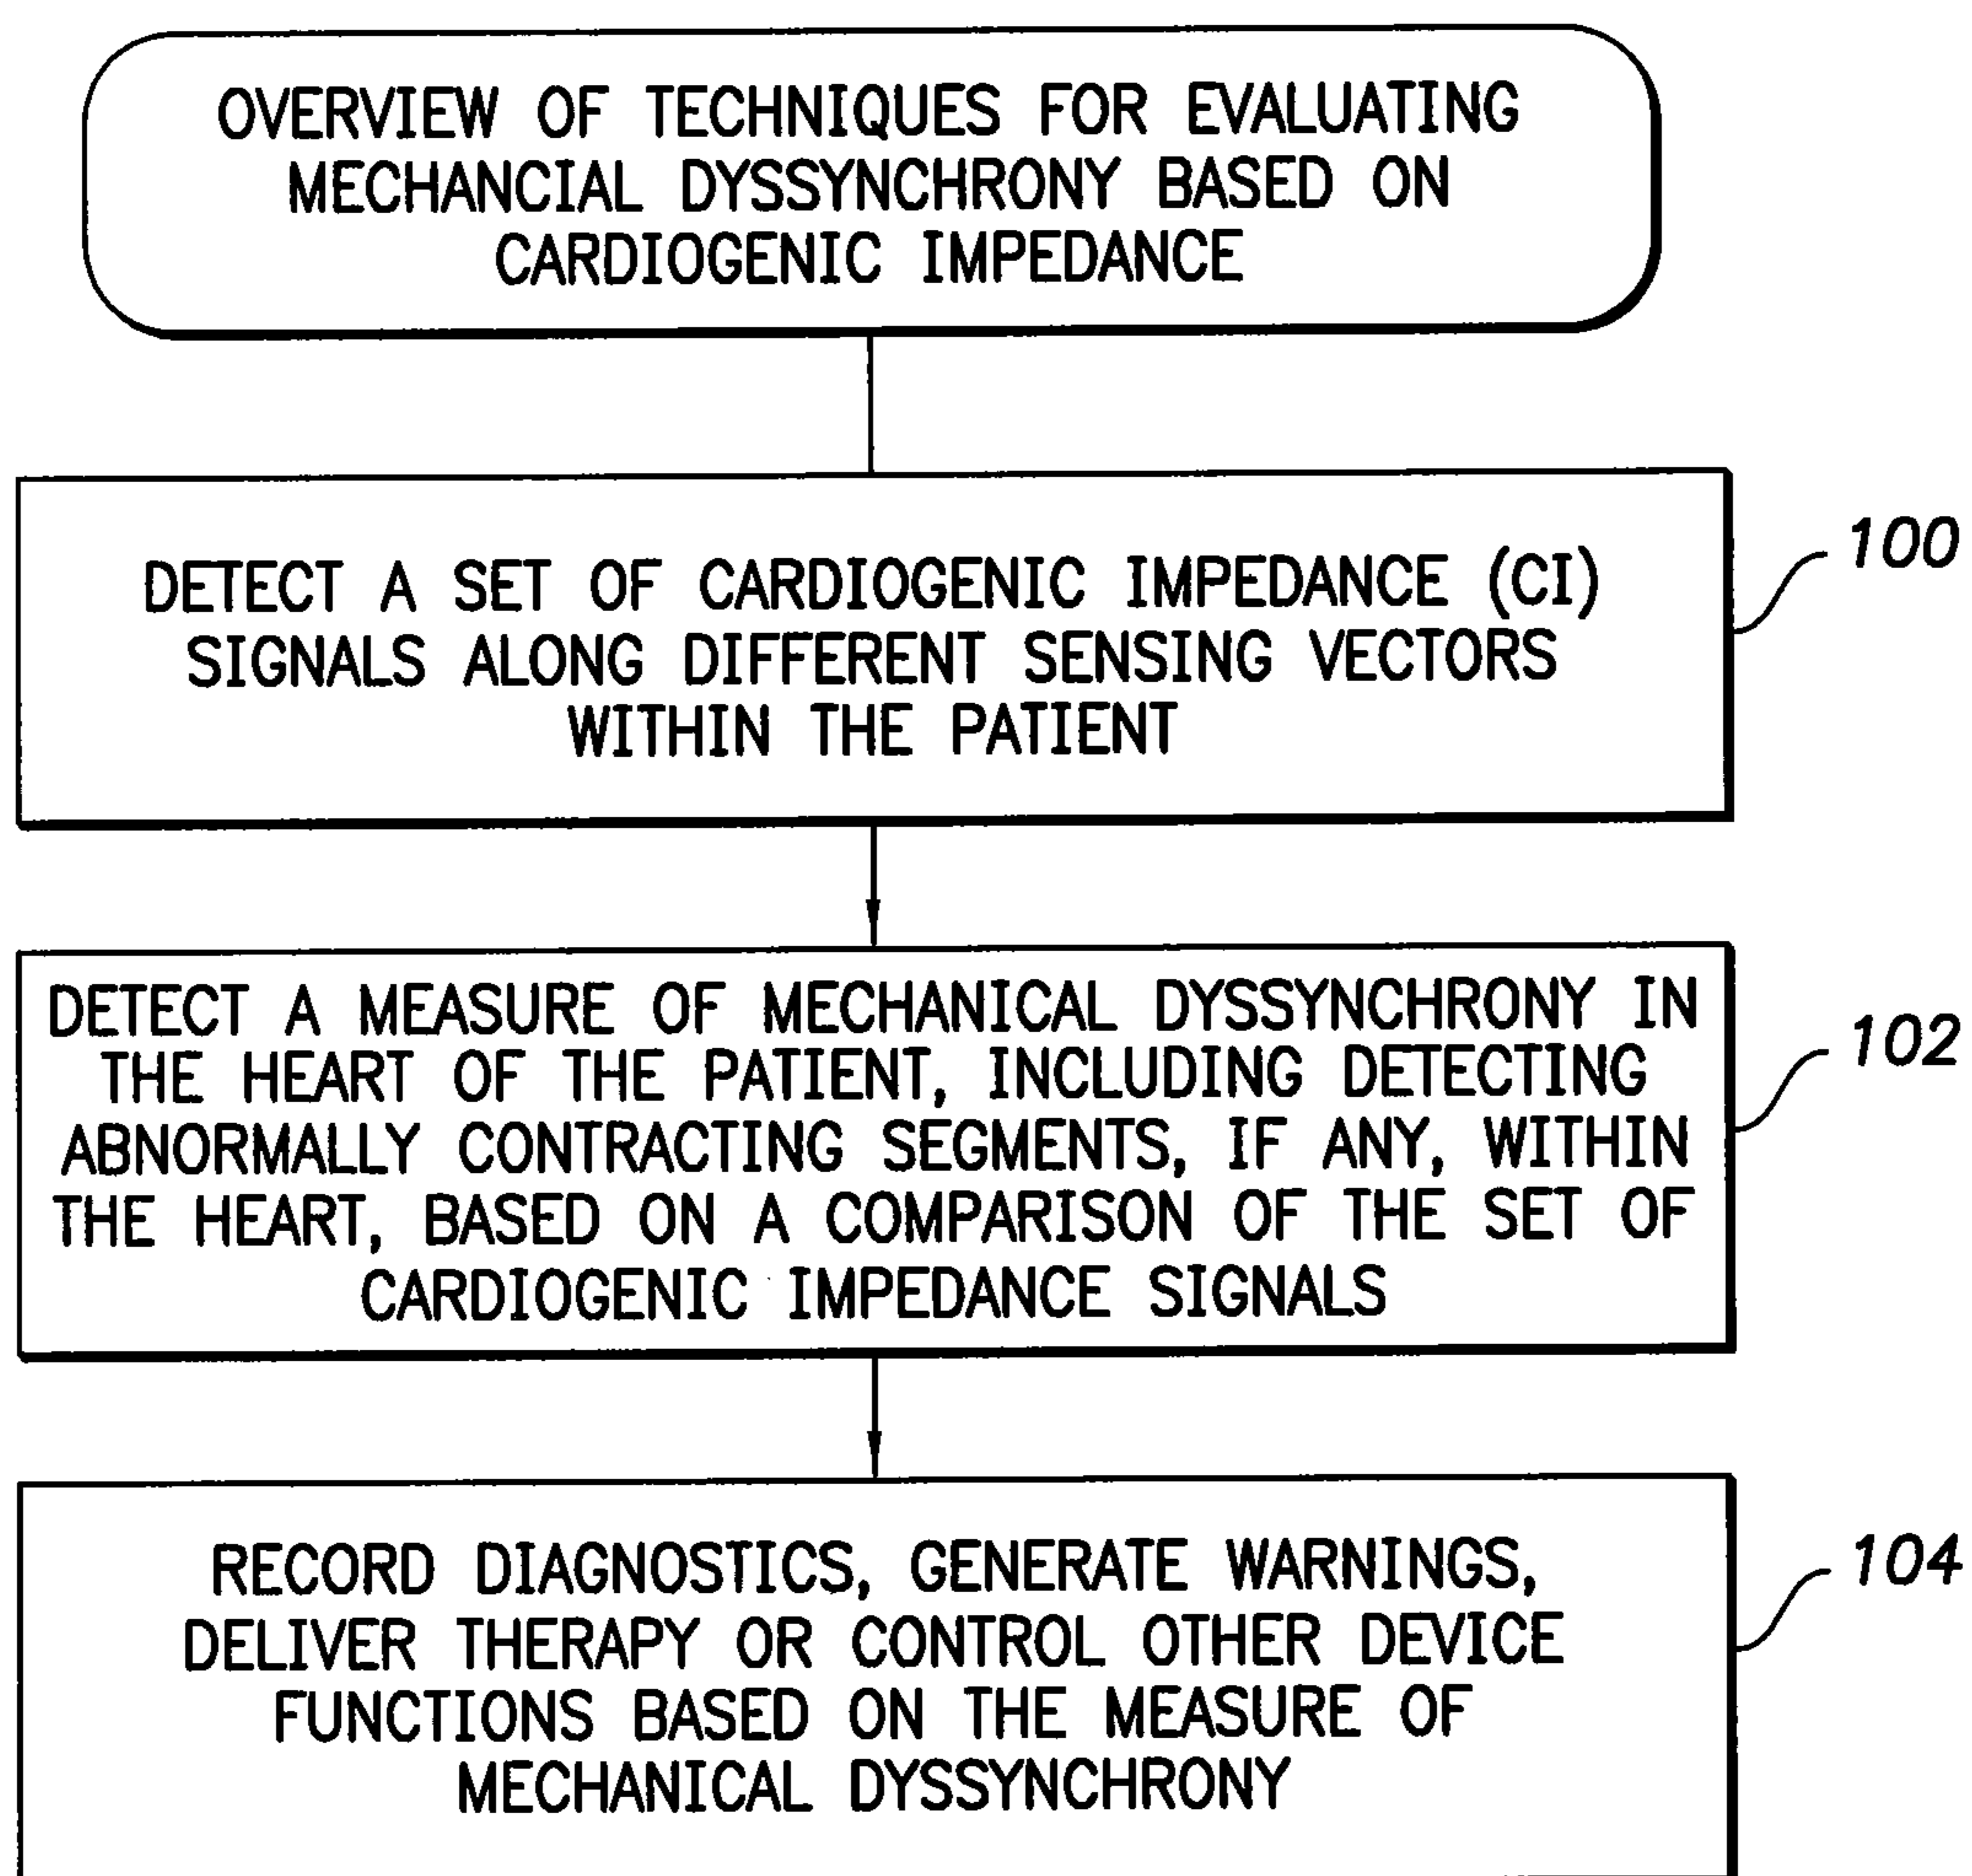 OVERVIEW OF TECHNIQUES FOR EVALUATING
MECHANCIAL DYSSYNCHRONY BASED ON
CARDIOGENIC IMPEDANCE
DETECT A SET OF CARDIOGENIC IMPEDANCE (CI)
SIGNALS ALONG DIFFERENT SENSING VECTORS
WITHIN THE PATIENT
100
DETECT A MEASURE OF MECHANICAL DYSSYNCHRONY IN
THE HEART OF THE PATIENT, INCLUDING DETECTING
ABNORMALLY CONTRACTING SEGMENTS, IF ANY, WITHIN
THE HEART, BASED ON A COMPARISON OF THE SET OF
CARDIOGENIC IMPEDANCE SIGNALS
102
RECORD DIAGNOSTICS, GENERATE WARNINGS,
DELIVER THERAPY OR CONTROL OTHER DEVICE
FUNCTIONS BASED ON THE MEASURE OF
MECHANICAL DYSSYNCHRONY
104